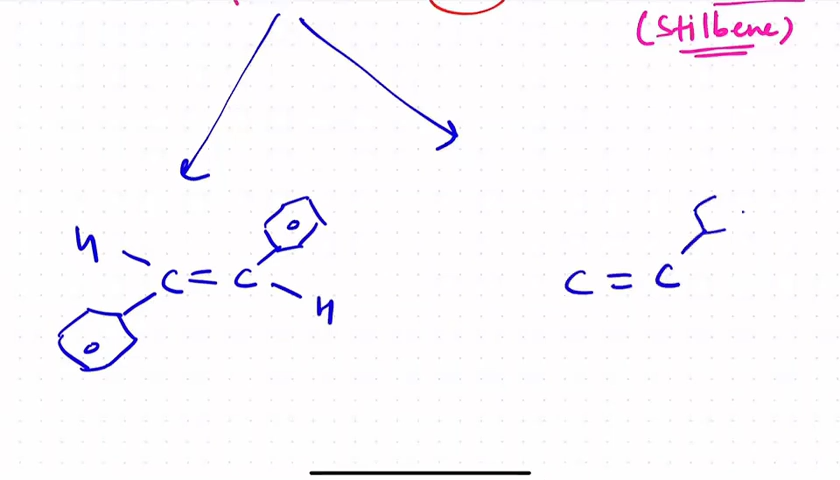 (Stilbene)
H
C = C
H
C = C